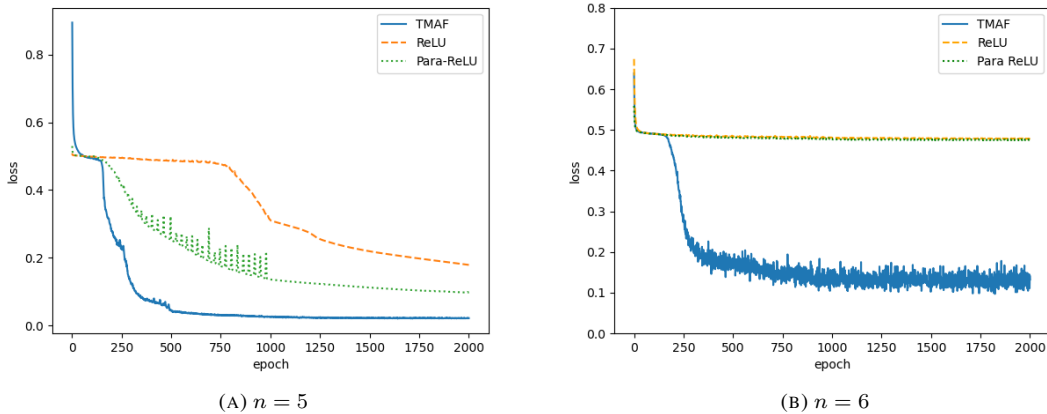 TMAF
ReLU
Para-ReLU
loss
0.8
0.6
0.4
0.2
0.0
0 250 500 750 1000 1250 1500 1750 2000
epoch
(A) n = 5
TMAF
ReLU
Para ReLU
loss
0.8
0.7
0.6
0.5
0.4
0.3
0.2
0.1
0.0
0 250 500 750 1000 1250 1500 1750 2000
epoch
(B) n = 6